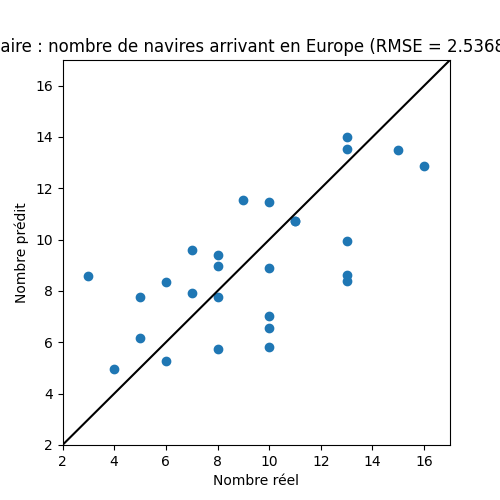 aire : nombre de navires arrivant en Europe (RMSE = 2.5368
16
14
12
10
8
6
4
2
2 4 6 8 10 12 14 16
Nombre prédit
Nombre réel